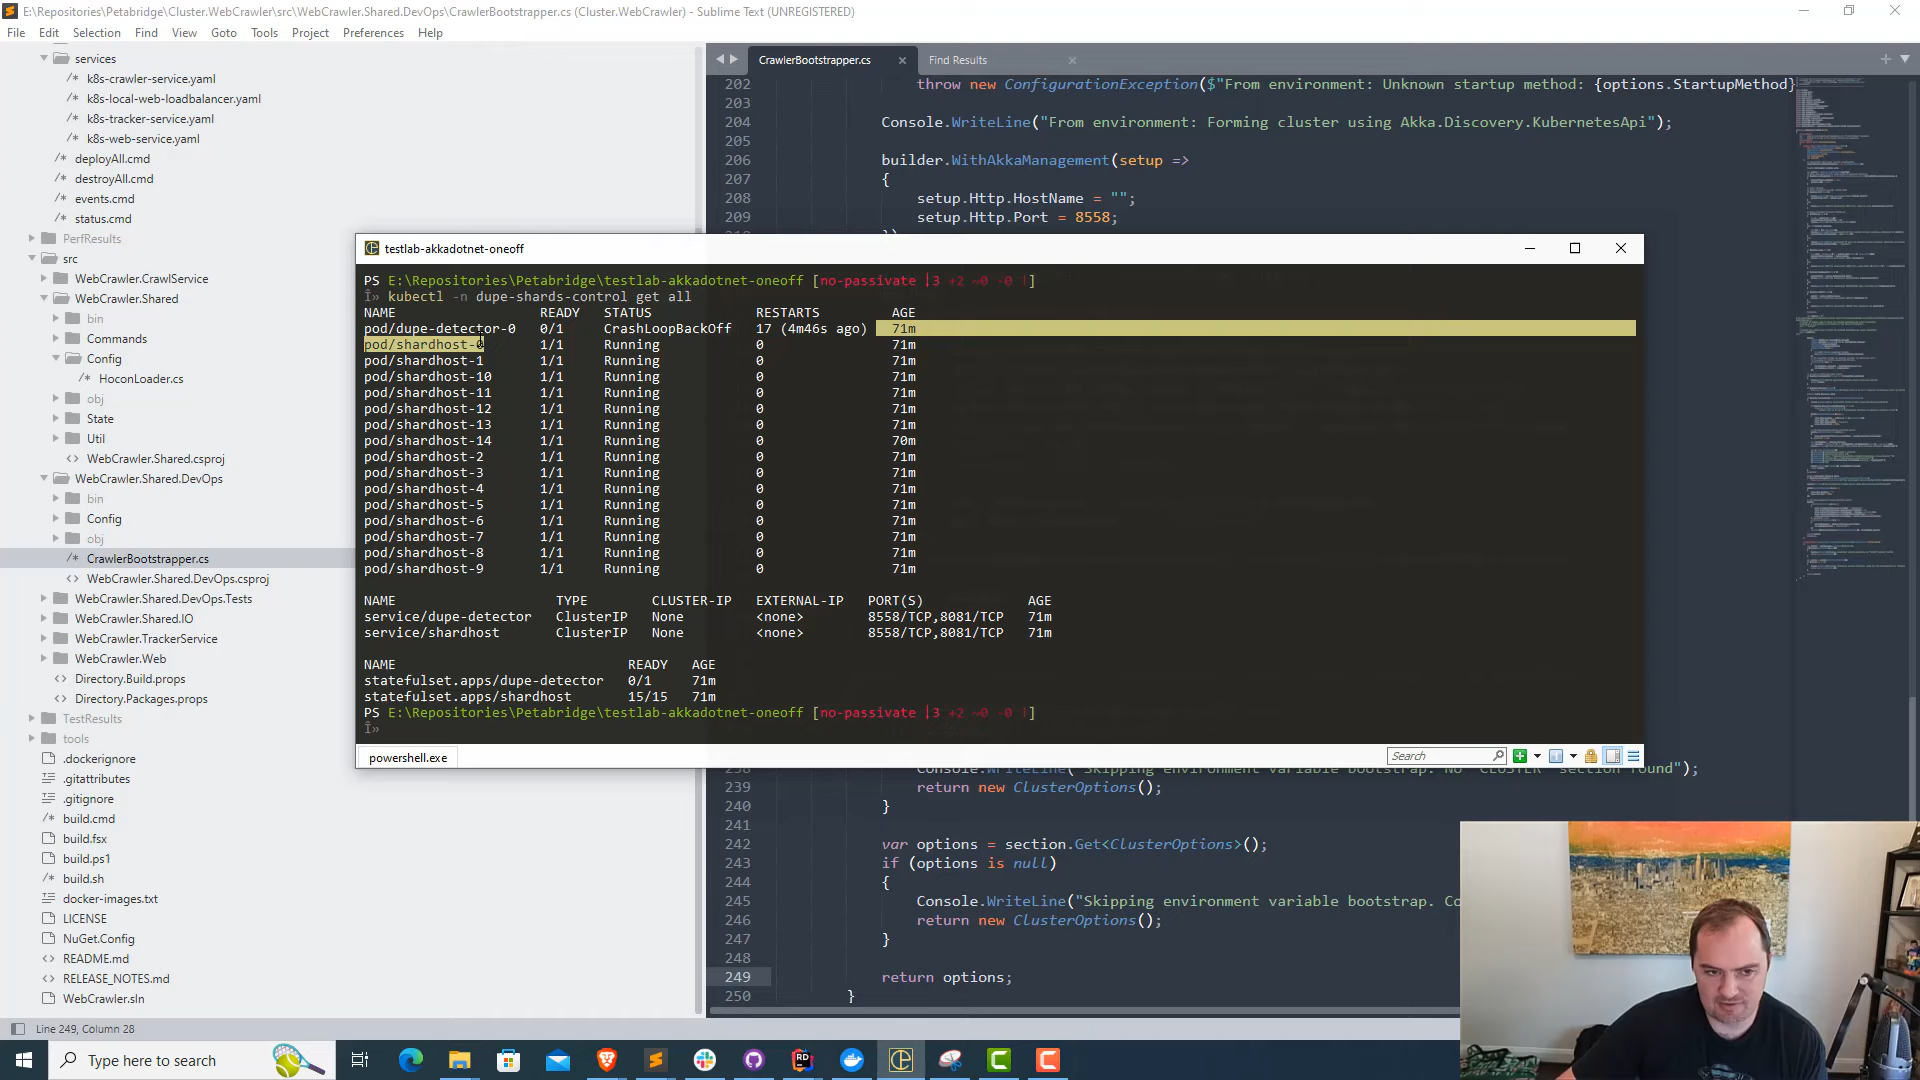 E:\Repositories\Petabridge\Cluster.WebCrawler\src\WebCrawler.Shared.DevOps\CrawlerBootstrapper.cs (Cluster.WebCrawler) - Sublime Text (UNREGISTERED)
File Edit Selection Find View Goto Tools Project Preferences Help
services
k8s-crawler-service.yaml
k8s-local-web-loadbalancer.yaml
k8s-tracker-service.yaml
k8s-web-service.yaml
deployAll.cmd
destroyAll.cmd
events.cmd
status.cmd
PerfResults
src
WebCrawler.CrawlService
WebCrawler.Shared
bin
Commands
Config
HoconLoader.cs
obj
State
Util
WebCrawler.Shared.csproj
WebCrawler.Shared.DevOps
bin
Config
obj
CrawlerBootstrapper.cs
WebCrawler.Shared.DevOps.csproj
WebCrawler.Shared.DevOps.Tests
WebCrawler.Shared.IO
WebCrawler.TrackerService
WebCrawler.Web
Directory.Build.props
Directory.Packages.props
TestResults
tools
.dockerignore
.gitattributes
.gitignore
build.cmd
build.fsx
build.ps1
build.sh
docker-images.txt
LICENSE
NuGet.Config
README.md
RELEASE_NOTES.md
WebCrawler.sln
CrawlerBootstrapper.cs Find Results
202 throw new ConfigurationException($"From environment: Unknown startup method: {options.StartupMethod}
203
204 Console.WriteLine("From environment: Forming cluster using Akka.Discovery.KubernetesApi");
205
206 builder.WithAkkaManagement(setup =>
207 {
208 setup.Http.HostName = "";
209 setup.Http.Port = 8558;
testlab-akkadotnet-oneoff
PS E:\Repositories\Petabridge\testlab-akkadotnet-oneoff [no-passivate |3 +2 ~0 -0 !]
» kubectl -n dupe-shards-control get all
NAME READY STATUS RESTARTS AGE
pod/dupe-detector-0 0/1 CrashLoopBackOff 17 (4m46s ago) 71m
pod/shardhost-0 1/1 Running 0 71m
pod/shardhost-1 1/1 Running 0 71m
pod/shardhost-10 1/1 Running 0 71m
pod/shardhost-11 1/1 Running 0 71m
pod/shardhost-12 1/1 Running 0 71m
pod/shardhost-13 1/1 Running 0 71m
pod/shardhost-14 1/1 Running 0 70m
pod/shardhost-2 1/1 Running 0 71m
pod/shardhost-3 1/1 Running 0 71m
pod/shardhost-4 1/1 Running 0 71m
pod/shardhost-5 1/1 Running 0 71m
pod/shardhost-6 1/1 Running 0 71m
pod/shardhost-7 1/1 Running 0 71m
pod/shardhost-8 1/1 Running 0 71m
pod/shardhost-9 1/1 Running 0 71m
NAME TYPE CLUSTER-IP EXTERNAL-IP PORT(S) AGE
service/dupe-detector ClusterIP None <none> 8558/TCP,8081/TCP 71m
service/shardhost ClusterIP None <none> 8558/TCP,8081/TCP 71m
NAME READY AGE
statefulset.apps/dupe-detector 0/1 71m
statefulset.apps/shardhost 15/15 71m
PS E:\Repositories\Petabridge\testlab-akkadotnet-oneoff [no-passivate |3 +2 ~0 -0 !]
»
powershell.exe Search
Console.WriteLine("Skipping environment variable bootstrap. No 'CLUSTER' section found");
239 return new ClusterOptions();
240 }
241
242 var options = section.Get<ClusterOptions>();
243 if (options is null)
244 {
245 Console.WriteLine("Skipping environment variable bootstrap. Co
246 return new ClusterOptions();
247 }
248
249 return options;
250 }
Line 249, Column 28
Type here to search